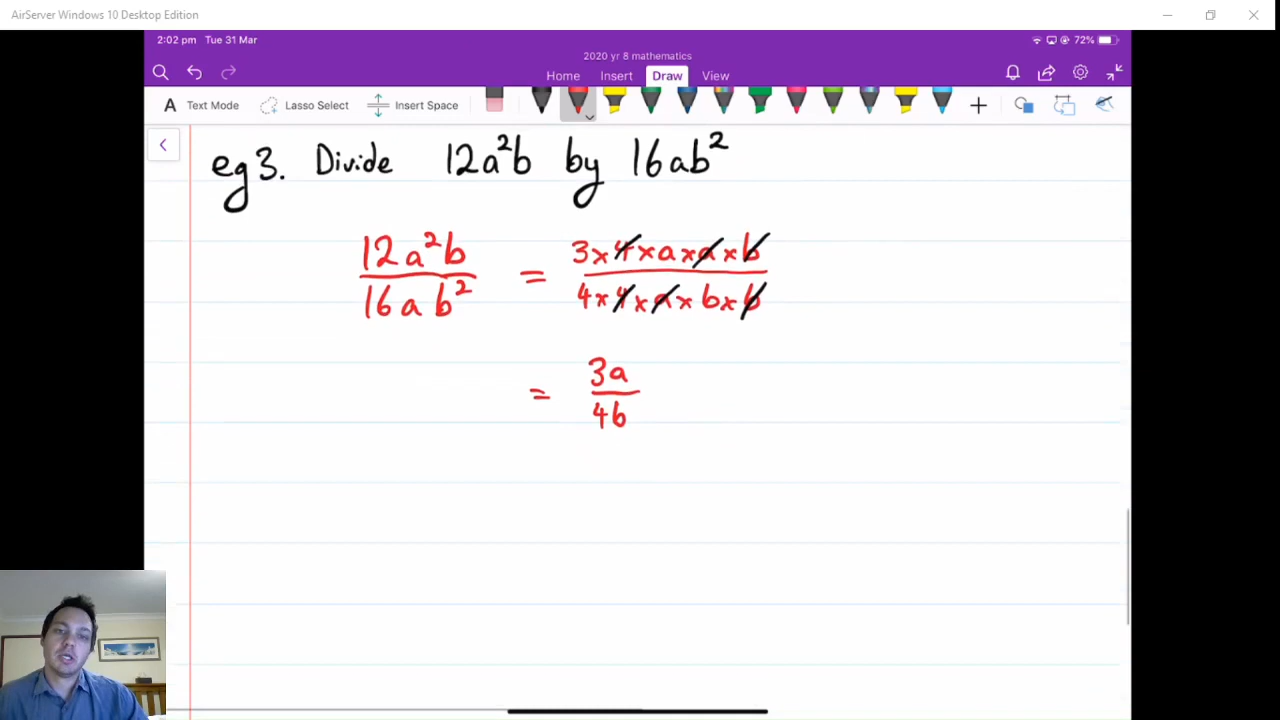 AirServer Windows 10 Desktop Edition
2:02 pm Tue 31 Mar 72%
2020 yr 8 mathematics
Home Insert Draw View
A Text Mode Lasso Select Insert Space
eg 3. Divide 12a²b by 16ab²
12a²b / 16ab² = 3×4×a×a×b / 4×4×a×b×b
= 3a / 4b